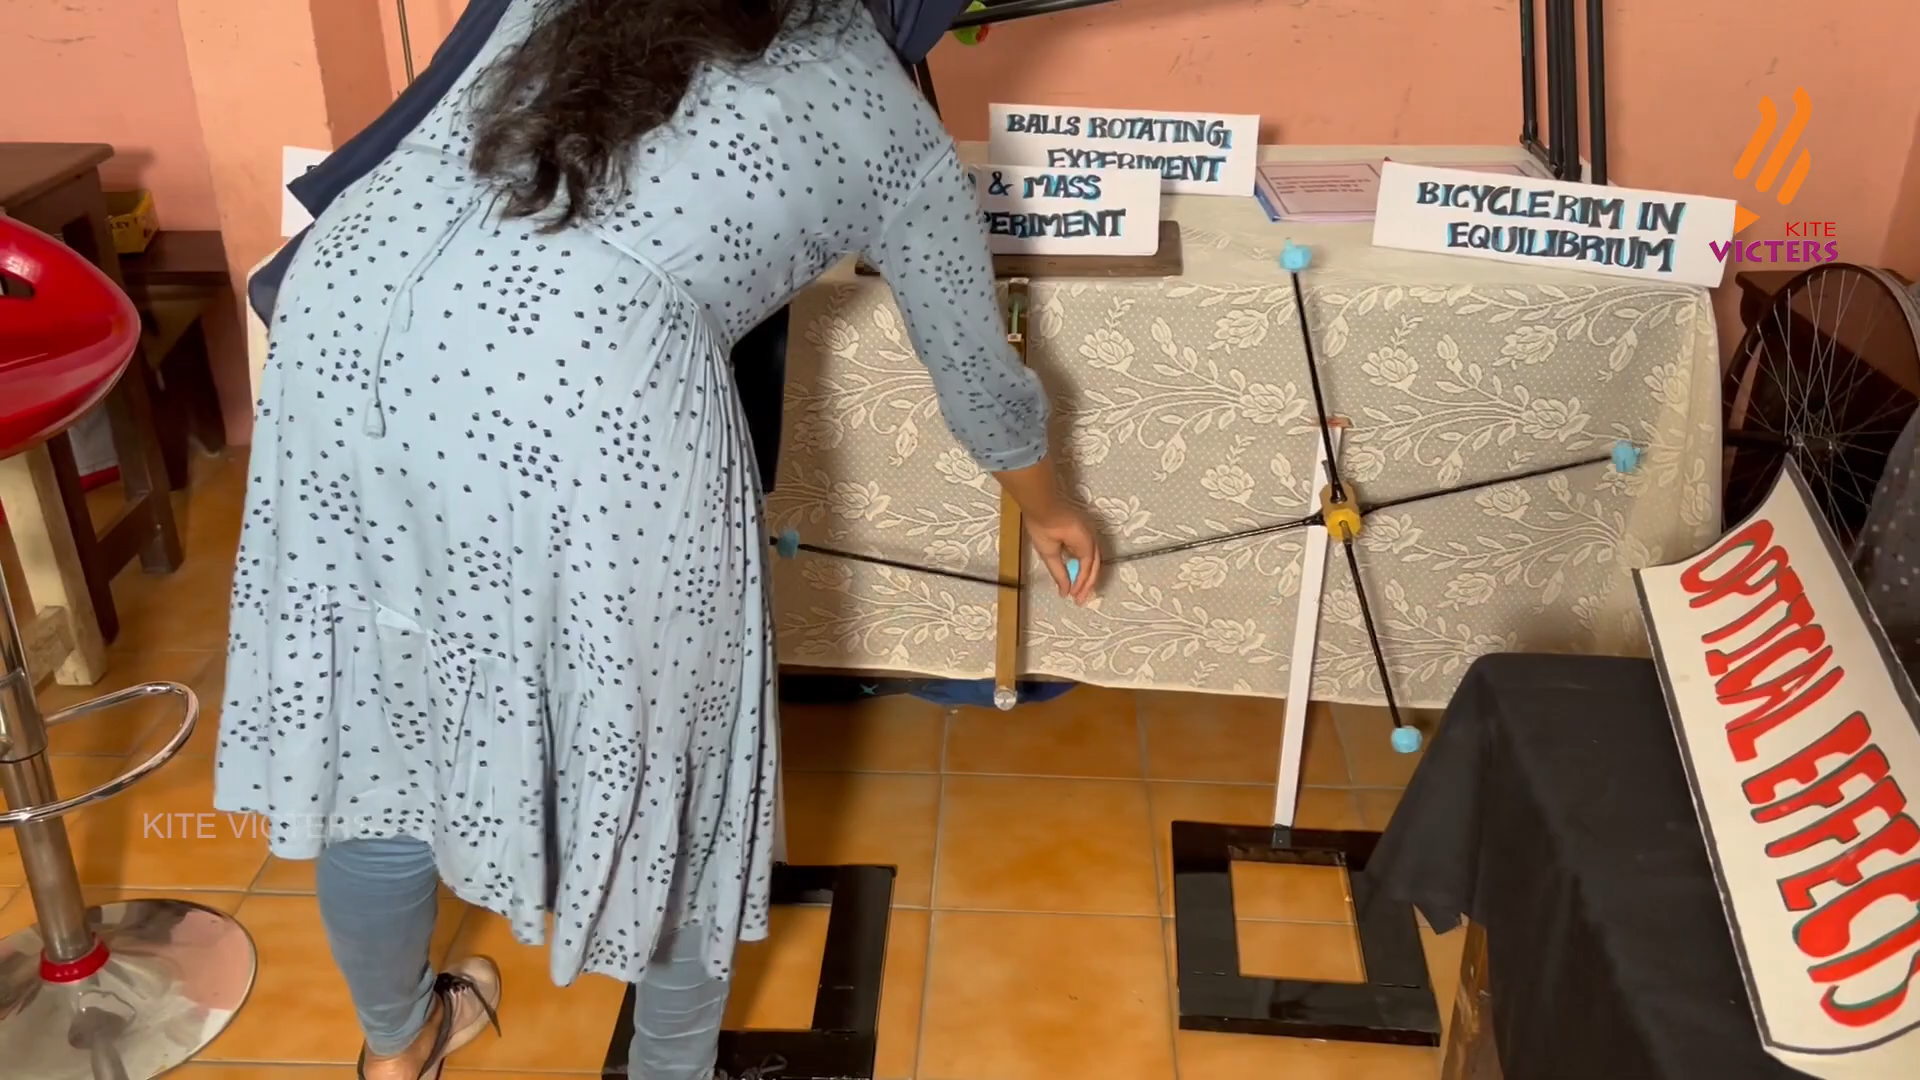 BALLS ROTATING
EXPERIMENT
& MASS
PERIMENT
BICYCLE RIM IN
EQUILIBRIUM
KITE
VICTERS
OPTICAL EFFECTS
KITE VICTERS